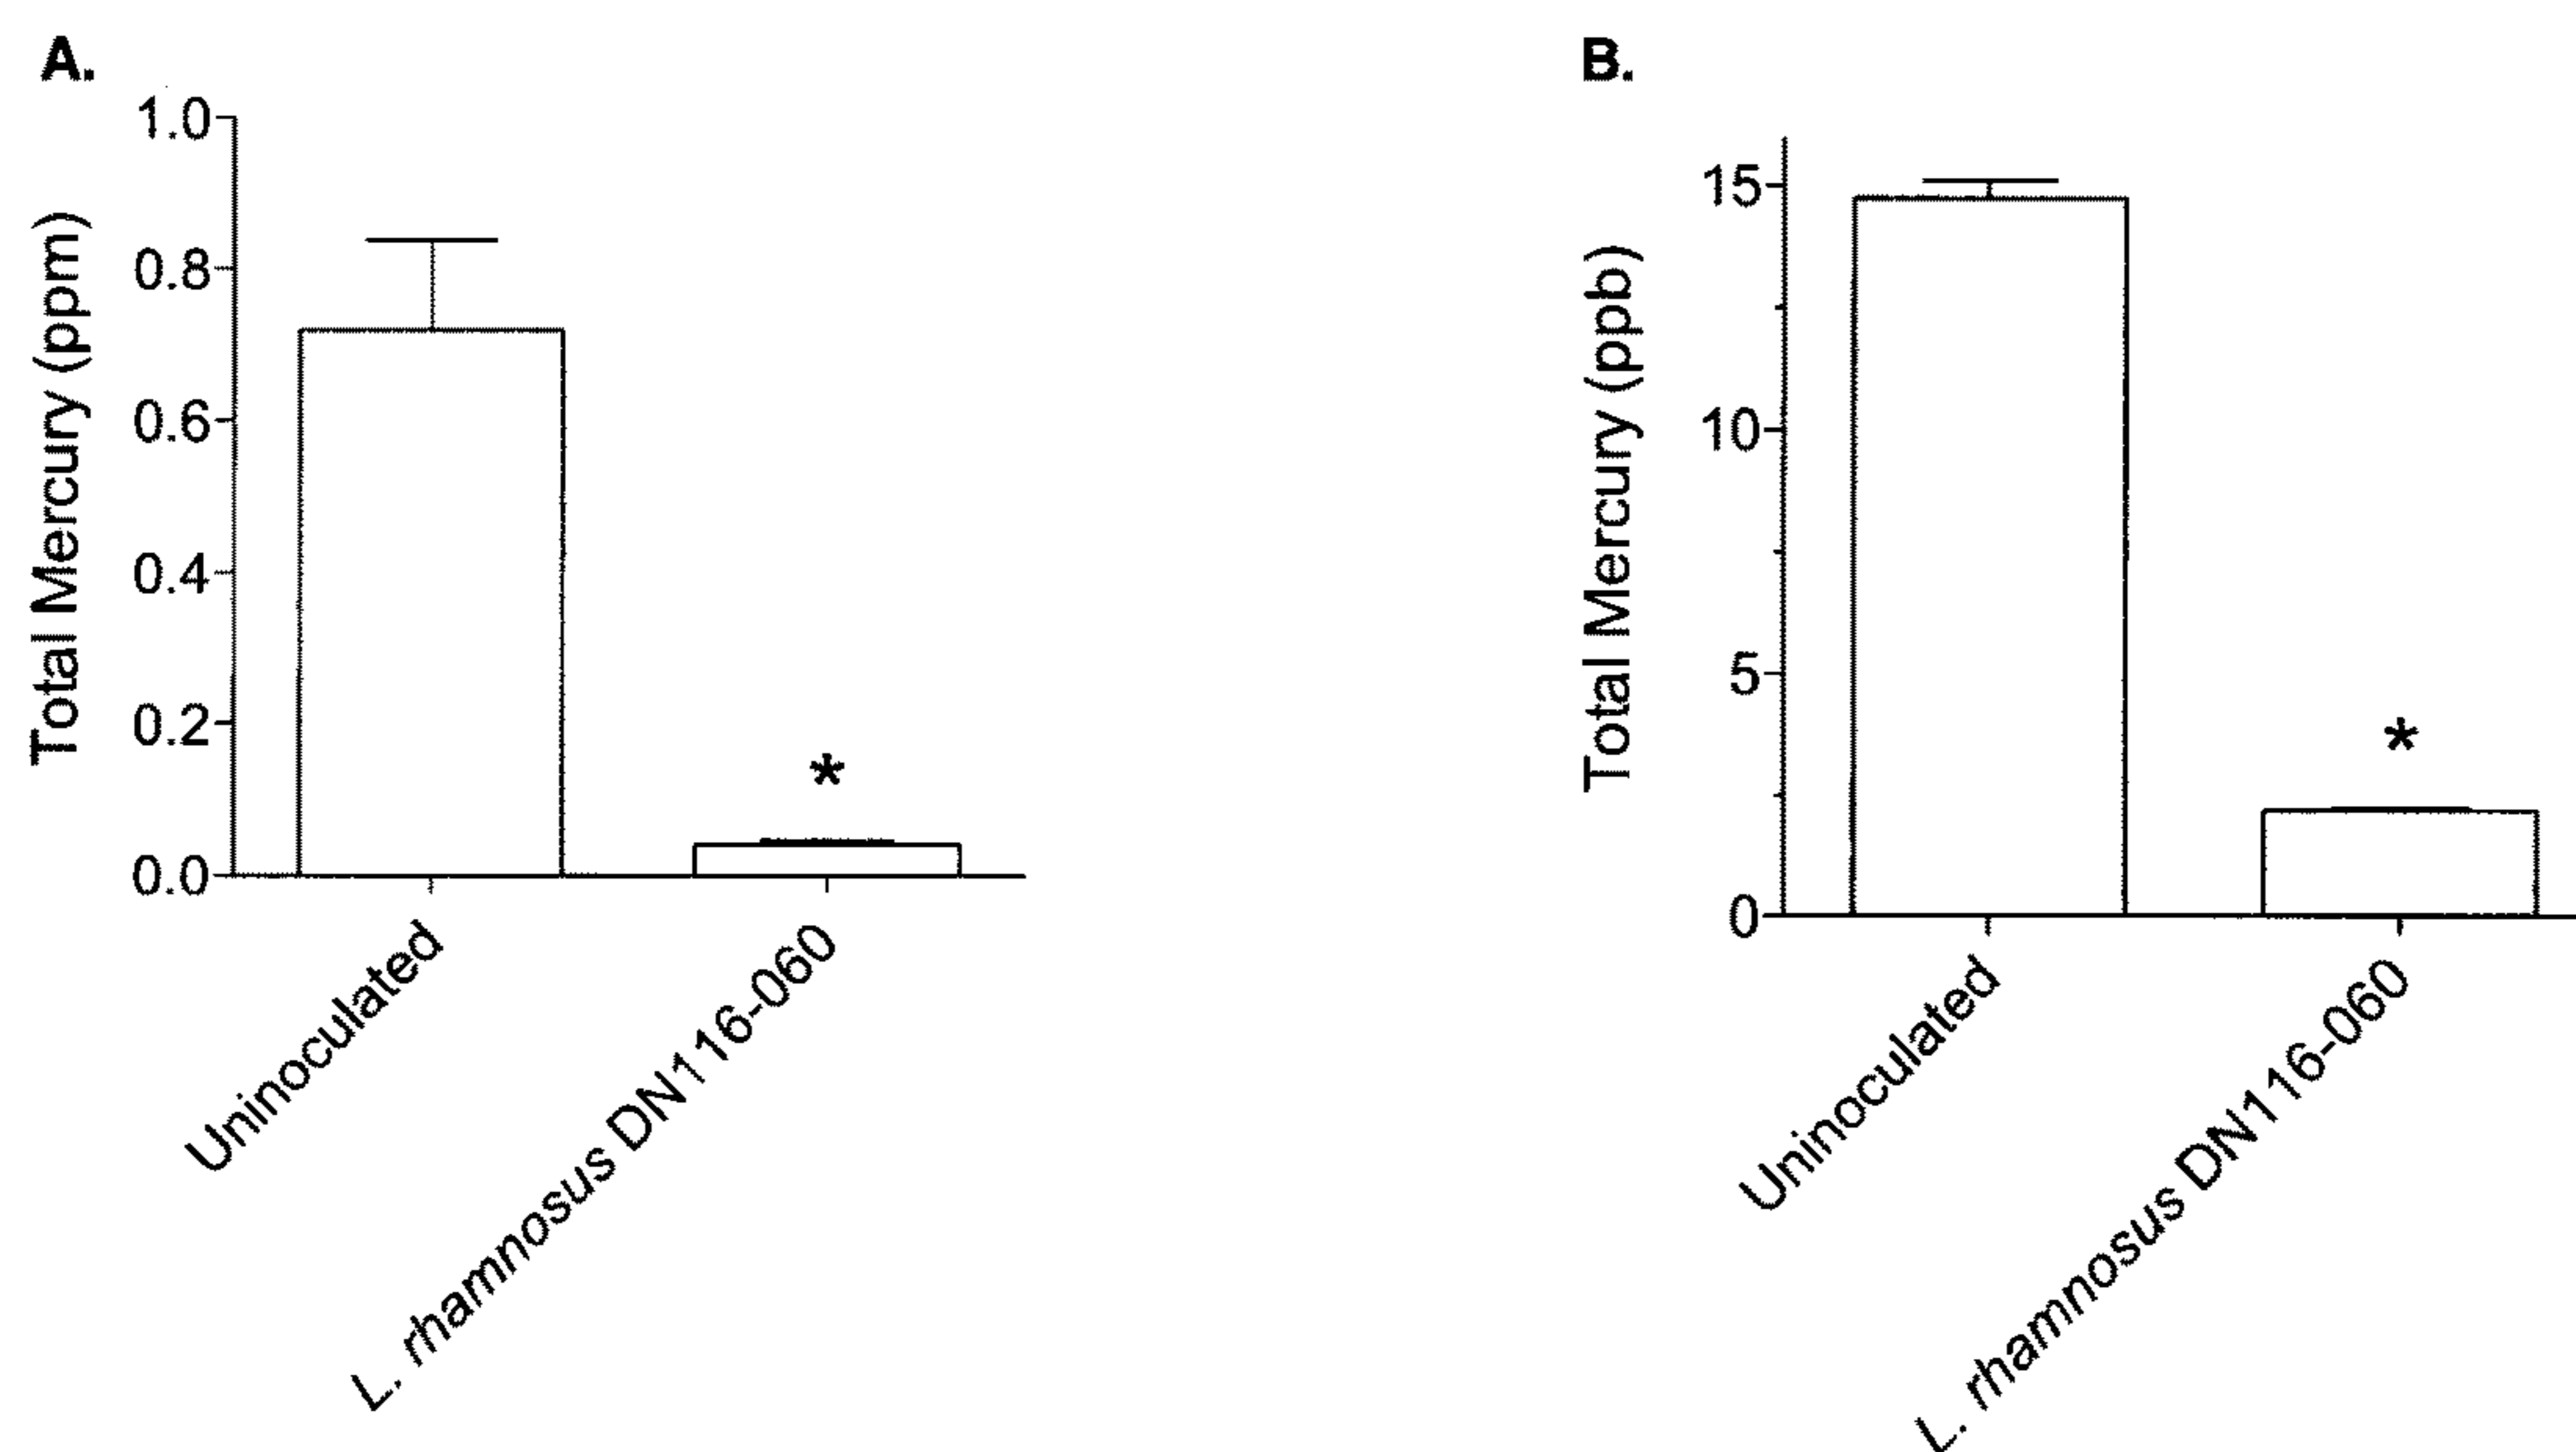 A.
Total Mercury (ppm)
1.0
0.8
0.6
0.4
0.2
0.0
*
Uninoculated
L. rhamnosus DN116-060
B.
Total Mercury (ppb)
15
10
5
0
*
Uninoculated
L. rhamnosus DN116-060